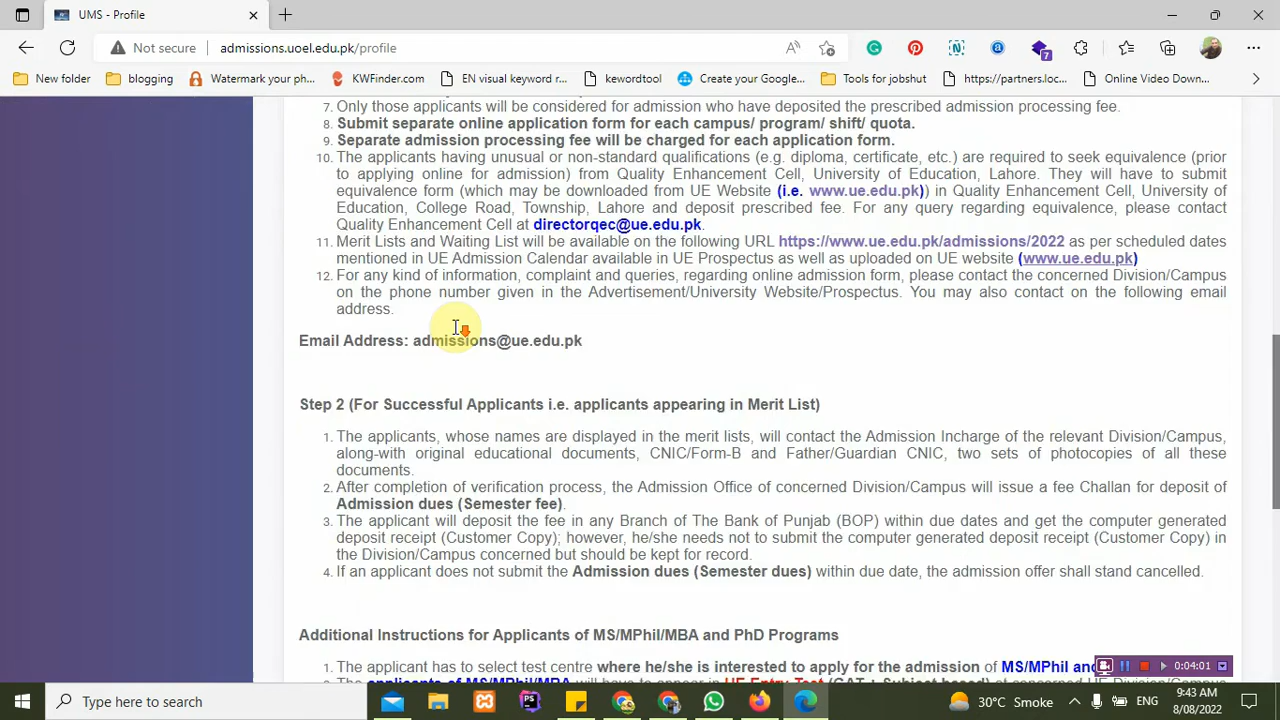 UMS - Profile
Not secure admissions.uoel.edu.pk/profile
7
New folder blogging Watermark your ph... KWFinder.com EN visual keyword r... kewordtool Create your Google... Tools for jobshut https://partners.loc... Online Video Down...
7. Only those applicants will be considered for admission who have deposited the prescribed admission processing fee.
8. Submit separate online application form for each campus/ program/ shift/ quota.
9. Separate admission processing fee will be charged for each application form.
10. The applicants having unusual or non-standard qualifications (e.g. diploma, certificate, etc.) are required to seek equivalence (prior
to applying online for admission) from Quality Enhancement Cell, University of Education, Lahore. They will have to submit
equivalence form (which may be downloaded from UE Website (i.e. www.ue.edu.pk)) in Quality Enhancement Cell, University of
Education, College Road, Township, Lahore and deposit prescribed fee. For any query regarding equivalence, please contact
Quality Enhancement Cell at directorqec@ue.edu.pk.
11. Merit Lists and Waiting List will be available on the following URL https://www.ue.edu.pk/admissions/2022 as per scheduled dates
mentioned in UE Admission Calendar available in UE Prospectus as well as uploaded on UE website (www.ue.edu.pk)
12. For any kind of information, complaint and queries, regarding online admission form, please contact the concerned Division/Campus
on the phone number given in the Advertisement/University Website/Prospectus. You may also contact on the following email
address.
Email Address: admissions@ue.edu.pk
Step 2 (For Successful Applicants i.e. applicants appearing in Merit List)
1. The applicants, whose names are displayed in the merit lists, will contact the Admission Incharge of the relevant Division/Campus,
along-with original educational documents, CNIC/Form-B and Father/Guardian CNIC, two sets of photocopies of all these
documents.
2. After completion of verification process, the Admission Office of concerned Division/Campus will issue a fee Challan for deposit of
Admission dues (Semester fee).
3. The applicant will deposit the fee in any Branch of The Bank of Punjab (BOP) within due dates and get the computer generated
deposit receipt (Customer Copy); however, he/she needs not to submit the computer generated deposit receipt (Customer Copy) in
the Division/Campus concerned but should be kept for record.
4. If an applicant does not submit the Admission dues (Semester dues) within due date, the admission offer shall stand cancelled.
Additional Instructions for Applicants of MS/MPhil/MBA and PhD Programs
1. The applicant has to select test centre where he/she is interested to apply for the admission of MS/MPhil and
0:04:01
Type here to search
30°C Smoke
ENG
9:43 AM
8/08/2022